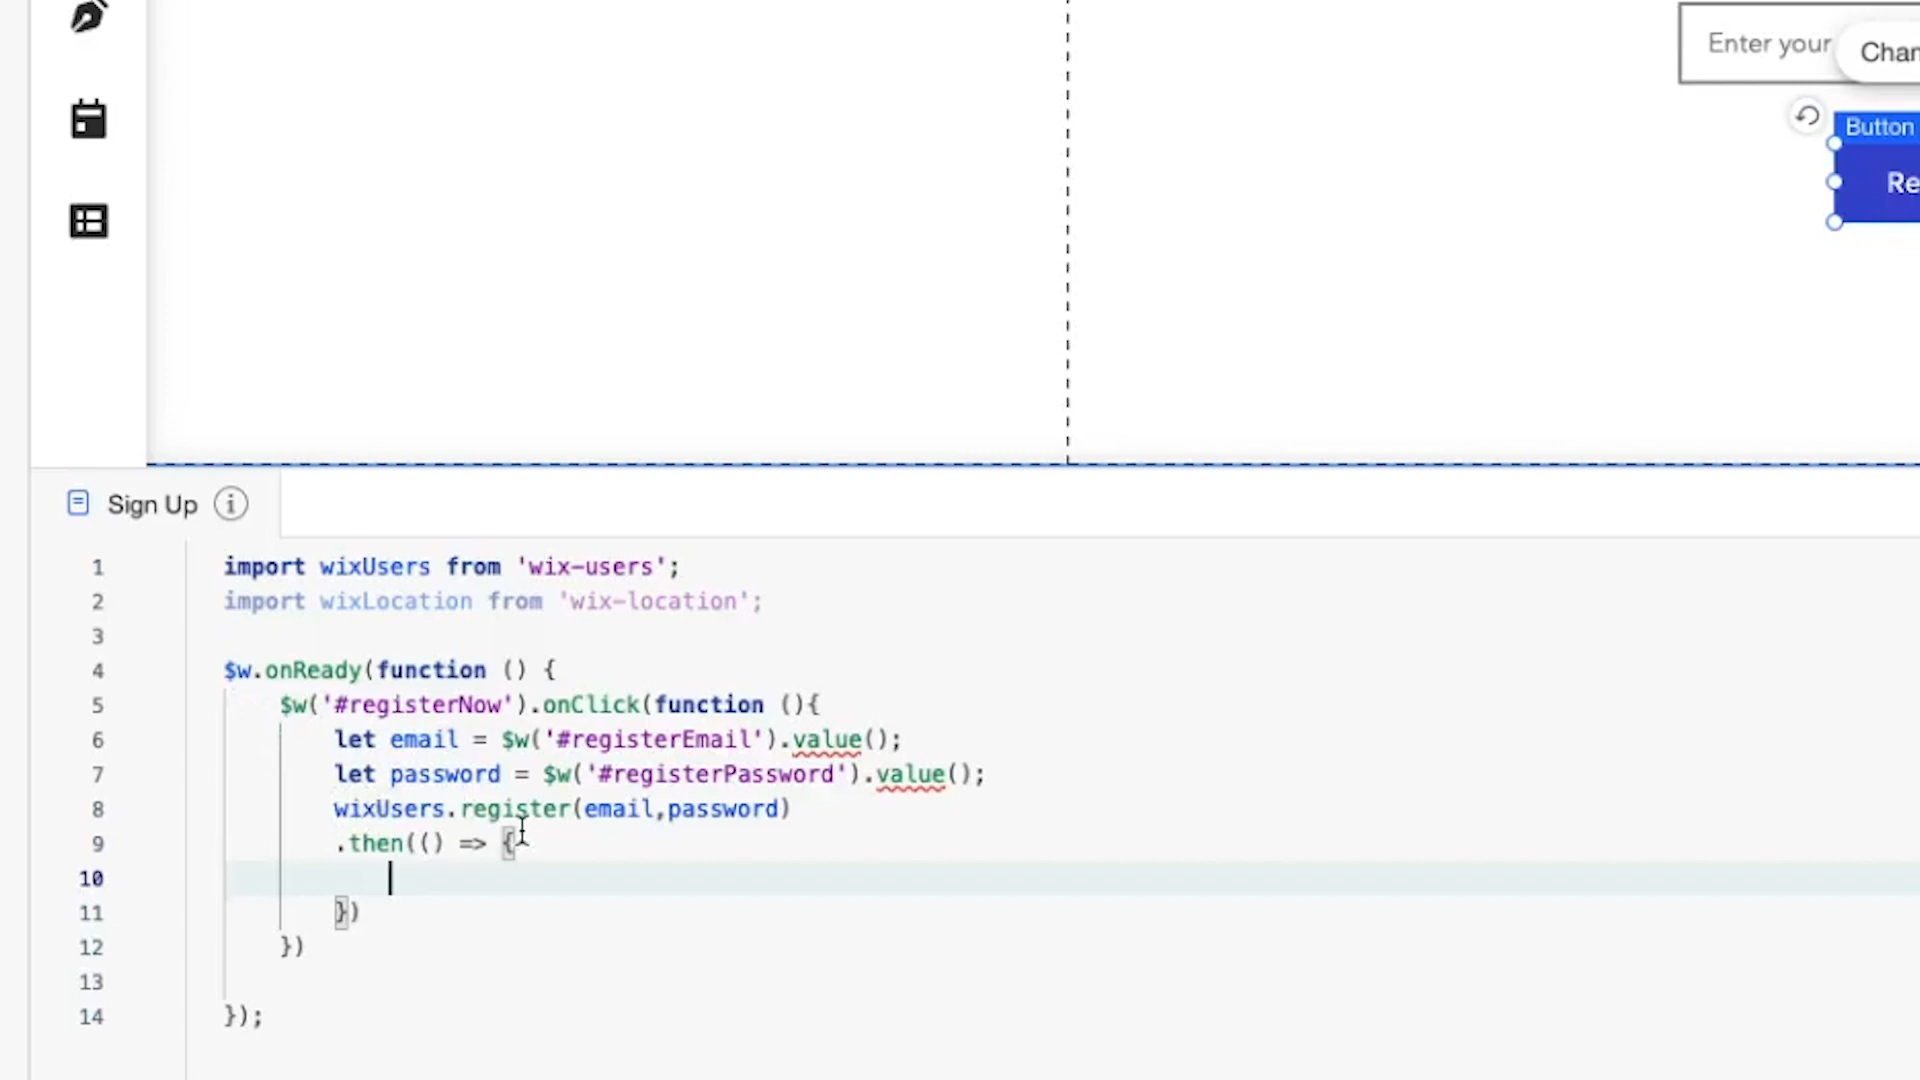 Enter your
Chan
Button
Re
Sign Up
1 import wixUsers from 'wix-users';
2 import wixLocation from 'wix-location';
3
4 $w.onReady(function () {
5 $w('#registerNow').onClick(function (){
6 let email = $w('#registerEmail').value();
7 let password = $w('#registerPassword').value();
8 wixUsers.register(email,password)
9 .then(() => {
10
11 })
12 })
13
14 });